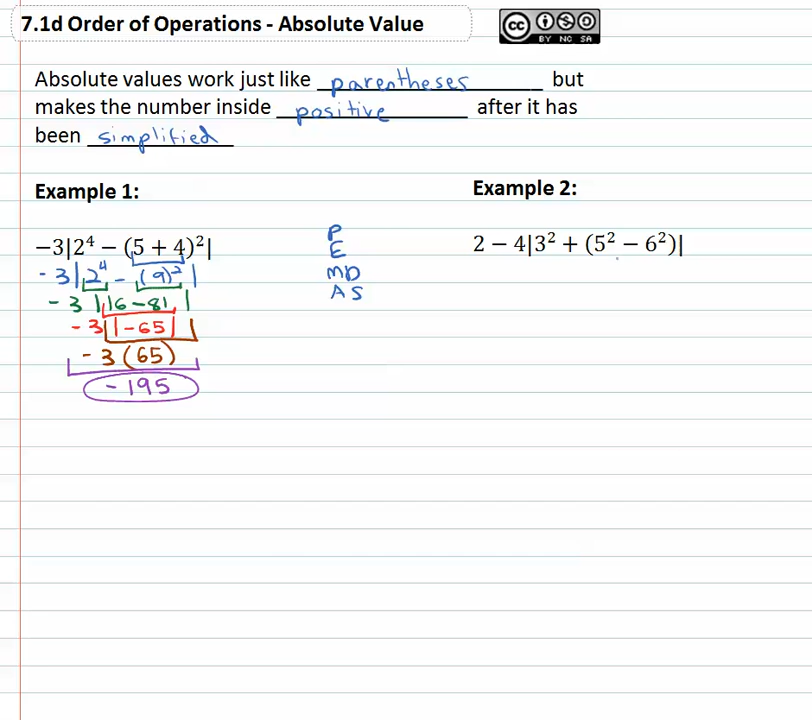 7.1d Order of Operations - Absolute Value
cc BY NC SA
Absolute values work just like parentheses but
makes the number inside positive after it has
been simplified
Example 1:
−3|2⁴ − (5 + 4)²|
-3|2⁴ - (9)²|
-3|16-81|
-3|-65|
-3(65)
-195
P
E
MD
AS
Example 2:
2 − 4|3² + (5² − 6²)|